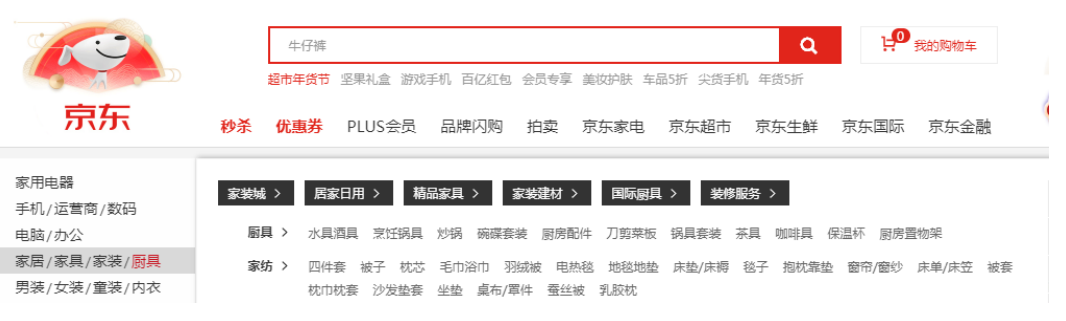 牛仔裤
0 我的购物车
超市年货节 坚果礼盒 游戏手机 百亿红包 会员专享 美妆护肤 车品5折 尖货手机 年货5折
京东
秒杀 优惠券 PLUS会员 品牌闪购 拍卖 京东家电 京东超市 京东生鲜 京东国际 京东金融
家用电器
手机/运营商/数码
电脑/办公
家居/家具/家装/厨具
男装/女装/童装/内衣
家装城 > 居家日用 > 精品家具 > 家装建材 > 国际厨具 > 装修服务 >
厨具 > 水具酒具 烹饪锅具 炒锅 碗碟套装 厨房配件 刀剪菜板 锅具套装 茶具 咖啡具 保温杯 厨房置物架
家纺 > 四件套 被子 枕芯 毛巾浴巾 羽绒被 电热毯 地毯地垫 床垫/床褥 毯子 抱枕靠垫 窗帘/窗纱 床单/床笠 被套
枕巾枕套 沙发垫套 坐垫 桌布/罩件 蚕丝被 乳胶枕